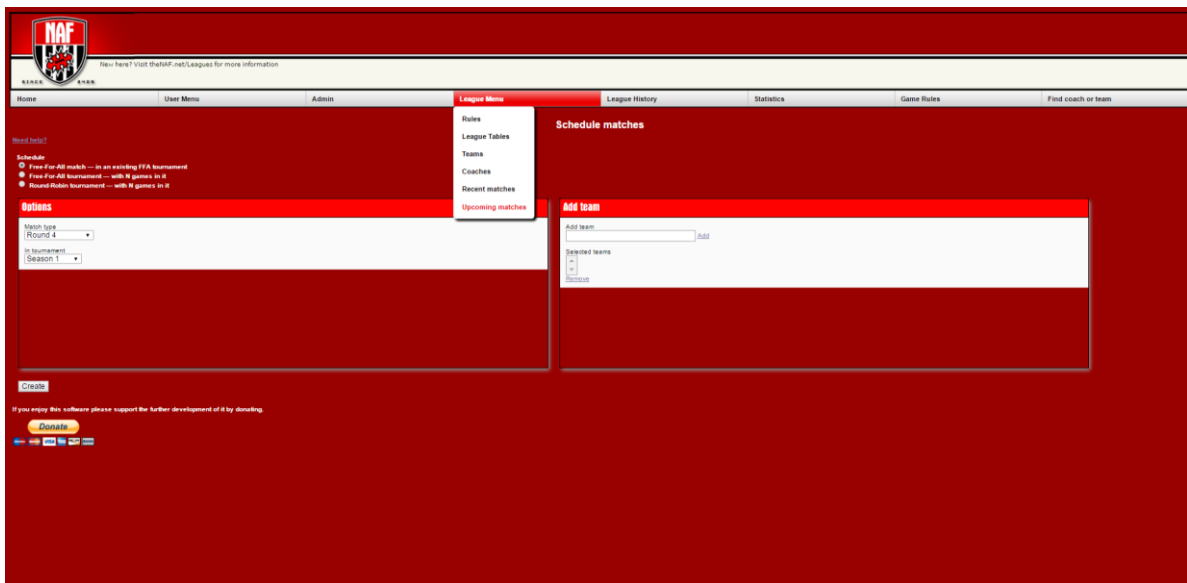 NAF
SINCE
New here? Visit theNAF.net/Leagues for more information
Home User Menu Admin League Menu League History Statistics Game Rules Find coach or team
Rules
League Tables
Teams
Coaches
Recent matches
Upcoming matches
Schedule matches
Need help?
Schedule
Free-For-All match — in an existing FFA tournament
Free-For-All tournament — with N games in it
Round-Robin tournament — with N games in it
Options
Match type
Round 4
In tournament
Season 1
Add team
Add team
Add
Selected teams
Remove
Create
If you enjoy this software please support the further development of it by donating.
Donate
VISA